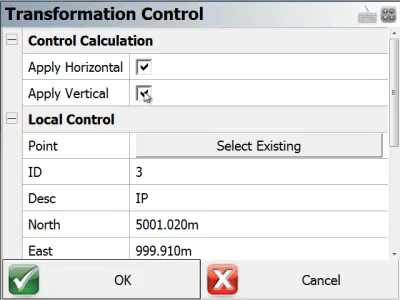 Transformation Control
Control Calculation
Apply Horizontal
Apply Vertical
Local Control
Point Select Existing
ID 3
Desc IP
North 5001.020m
East 999.910m
OK Cancel